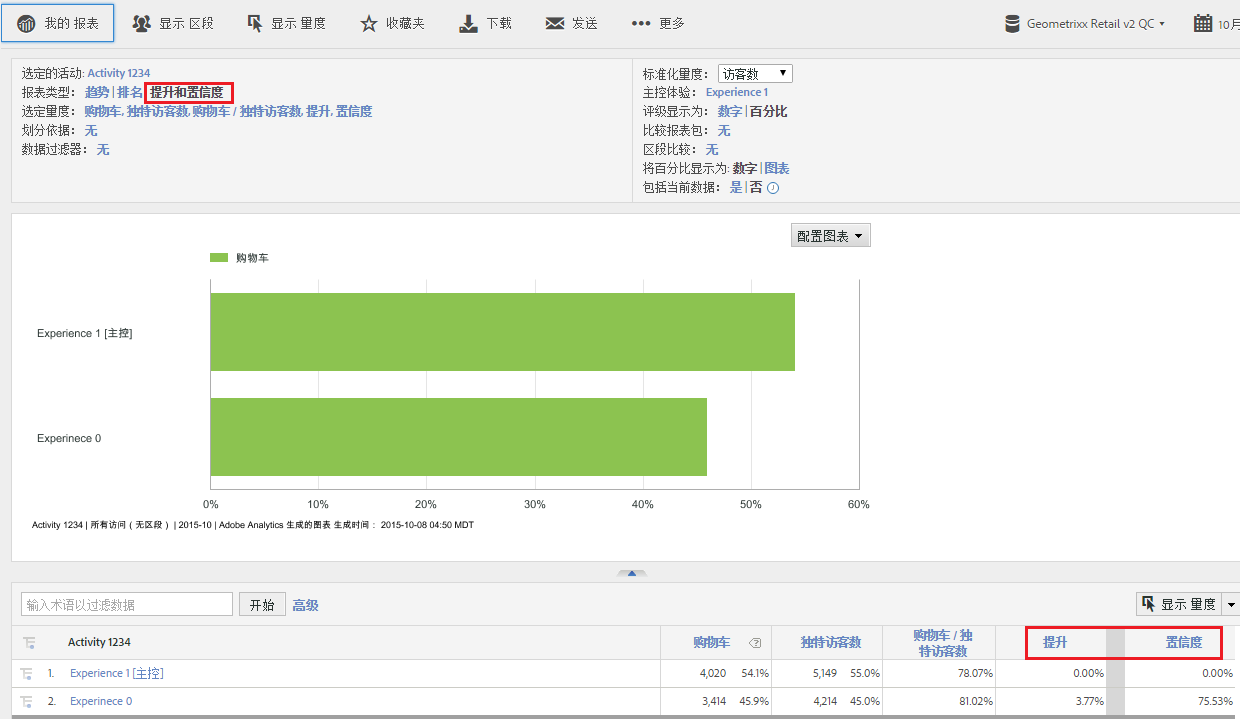 我的 报表 显示 区段 显示 量度 收藏夹 下载 发送 更多 Geometrixx Retail v2 QC 10月
选定的活动: Activity 1234
报表类型: 趋势 | 排名 提升和置信度
选定量度: 购物车, 独特访客数, 购物车 / 独特访客数, 提升, 置信度
划分依据: 无
数据过滤器: 无
标准化量度: 访客数
主控体验: Experience 1
评级显示为: 数字 | 百分比
比较报表包: 无
区段比较: 无
将百分比显示为: 数字 | 图表
包括当前数据: 是 | 否
配置图表
购物车
Experience 1 [主控]
Experinece 0
0% 10% 20% 30% 40% 50% 60%
Activity 1234 | 所有访问 ( 无区段 ) | 2015-10 | Adobe Analytics 生成的图表 生成时间 : 2015-10-08 04:50 MDT
输入术语以过滤数据 开始 高级 显示 量度
Activity 1234 购物车 独特访客数 购物车 / 独特访客数 提升 置信度
1. Experience 1 [主控] 4,020 54.1% 5,149 55.0% 78.07% 0.00% 0.00%
2. Experinece 0 3,414 45.9% 4,214 45.0% 81.02% 3.77% 75.53%